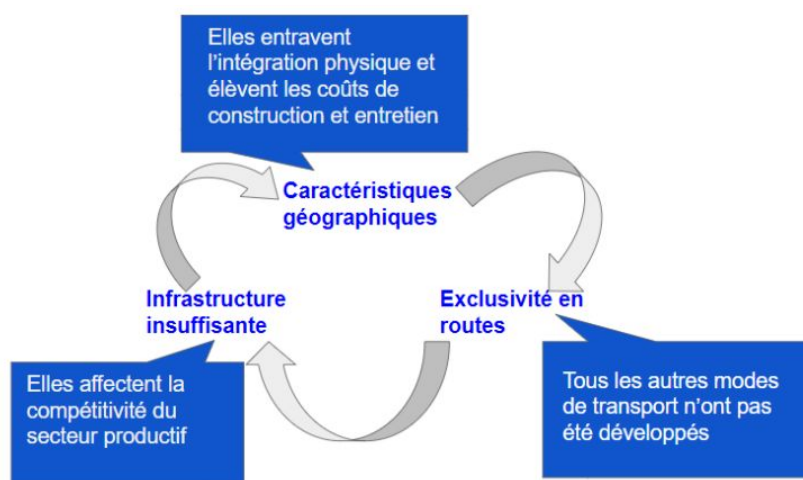 Elles entravent
l'intégration physique et
élèvent les coûts de
construction et entretien
Caractéristiques
géographiques
Infrastructure
insuffisante
Exclusivité en
routes
Elles affectent la
compétitivité du
secteur productif
Tous les autres modes
de transport n'ont pas
été développés